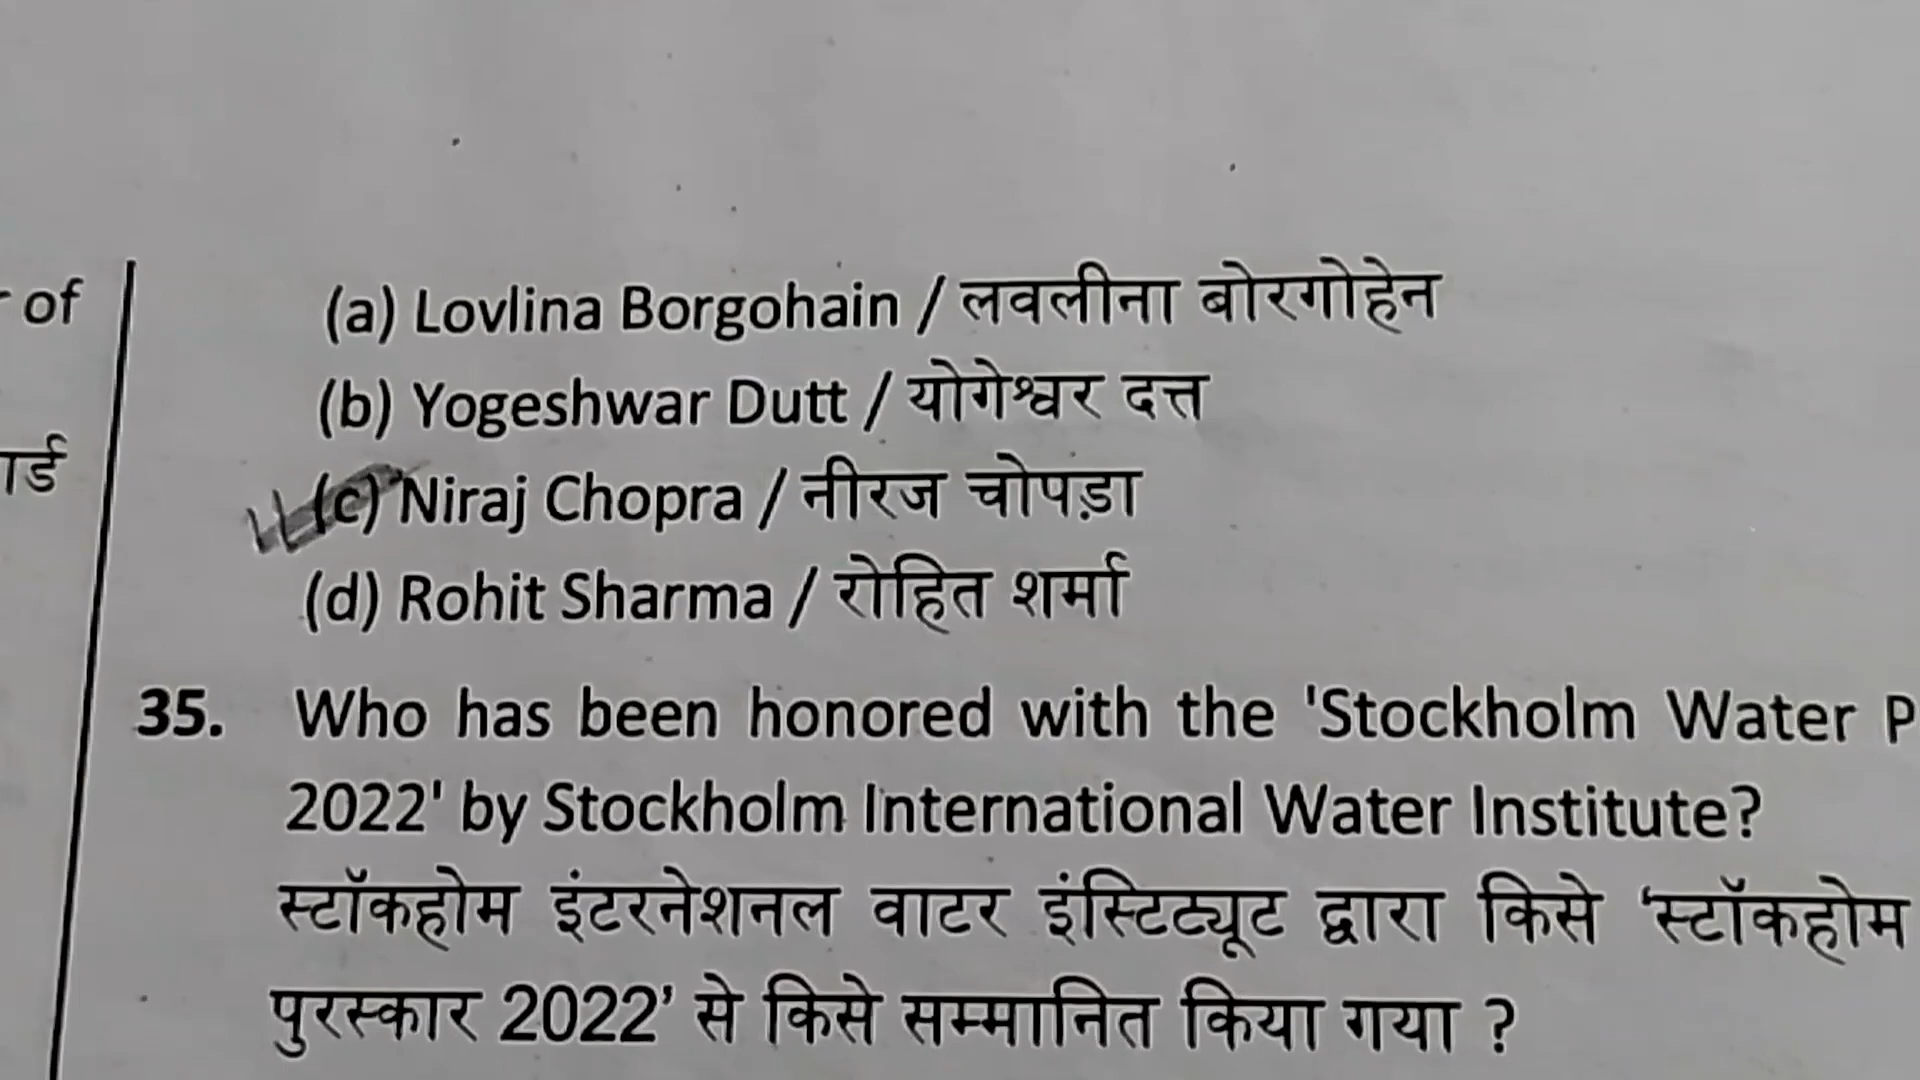 of
(a) Lovlina Borgohain / लवलीना बोरगोहेन
(b) Yogeshwar Dutt / योगेश्वर दत्त
(c) Niraj Chopra / नीरज चोपड़ा
(d) Rohit Sharma / रोहित शर्मा
35. Who has been honored with the 'Stockholm Water P
2022' by Stockholm International Water Institute?
स्टॉकहोम इंटरनेशनल वाटर इंस्टिट्यूट द्वारा किसे ‘स्टॉकहोम
पुरस्कार 2022’ से किसे सम्मानित किया गया ?